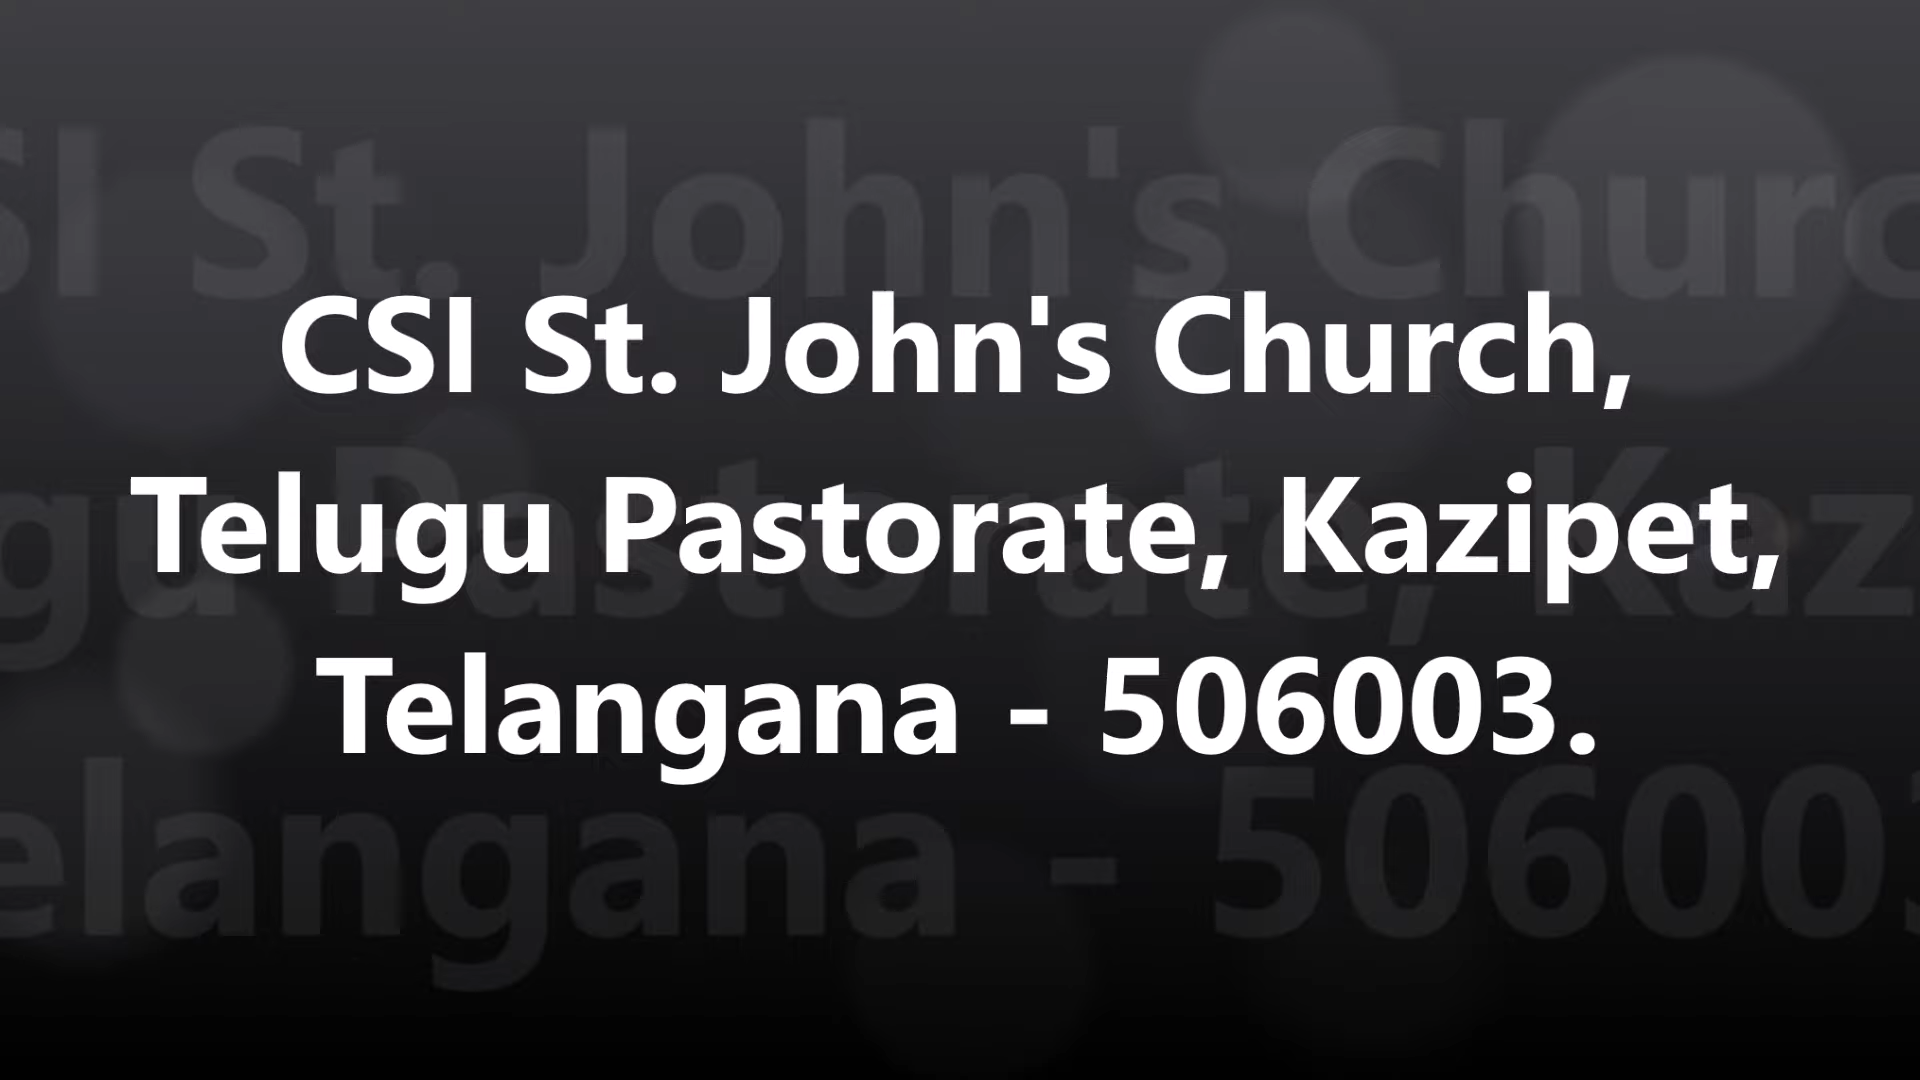 CSI St. John's Church,
Telugu Pastorate, Kazipet,
Telangana - 506003.